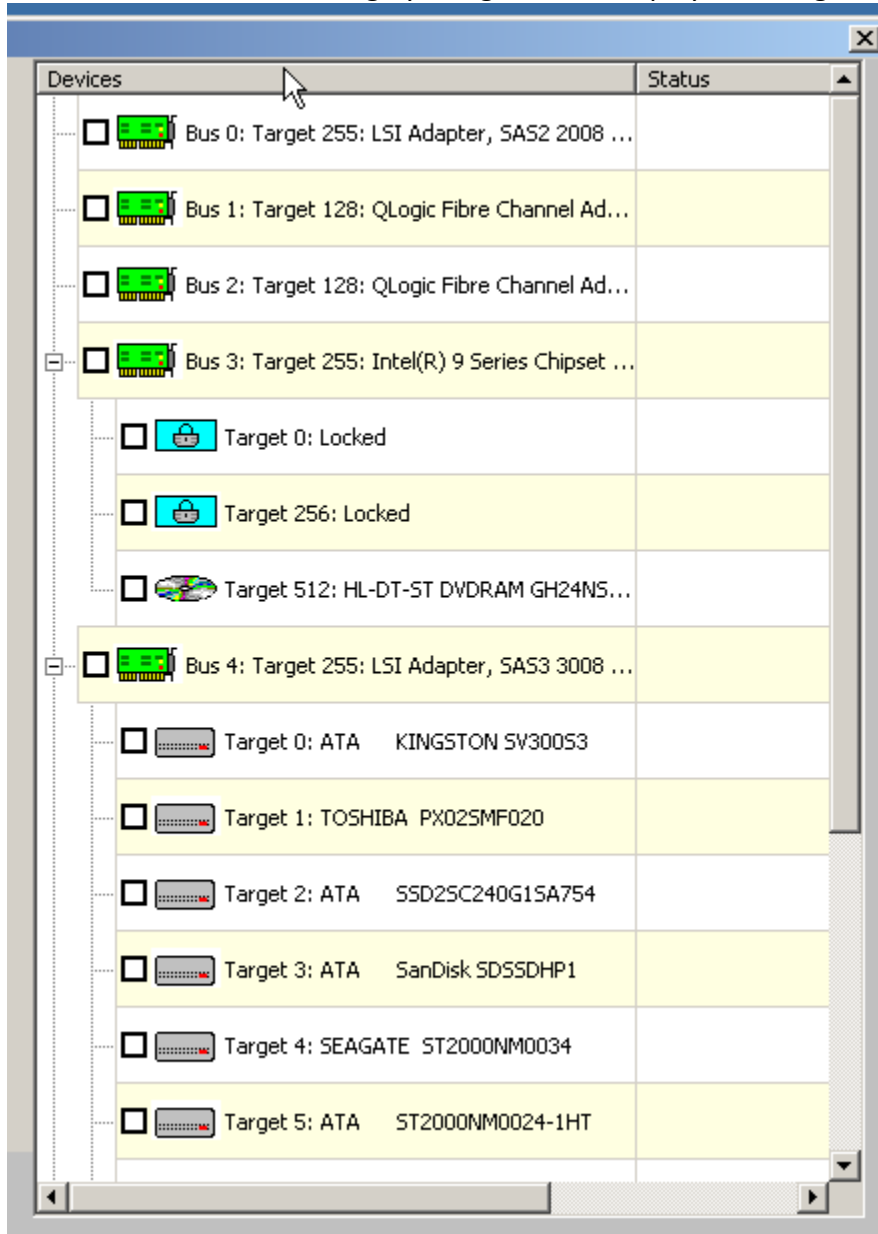 Devices Status
Bus 0: Target 255: LSI Adapter, SAS2 2008 ...
Bus 1: Target 128: QLogic Fibre Channel Ad...
Bus 2: Target 128: QLogic Fibre Channel Ad...
Bus 3: Target 255: Intel(R) 9 Series Chipset ...
Target 0: Locked
Target 256: Locked
Target 512: HL-DT-ST DVDRAM GH24NS...
Bus 4: Target 255: LSI Adapter, SAS3 3008 ...
Target 0: ATA KINGSTON SV300S3
Target 1: TOSHIBA PX02SMF020
Target 2: ATA SSD2SC240G1SA754
Target 3: ATA SanDisk SDSSDHP1
Target 4: SEAGATE ST2000NM0034
Target 5: ATA ST2000NM0024-1HT